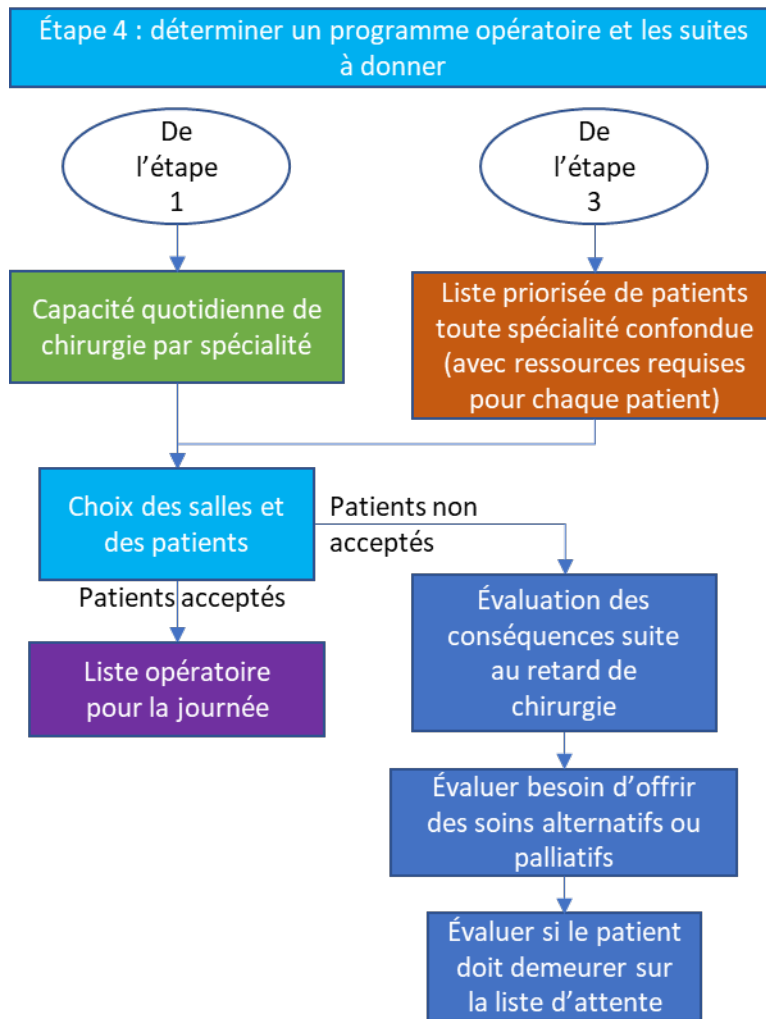 Étape 4 : déterminer un programme opératoire et les suites
à donner
De
l'étape
1
De
l'étape
3
Capacité quotidienne de
chirurgie par spécialité
Liste priorisée de patients
toute spécialité confondue
(avec ressources requises
pour chaque patient)
Choix des salles et
des patients
Patients non
acceptés
Patients acceptés
Liste opératoire
pour la journée
Évaluation des
conséquences suite
au retard de
chirurgie
Évaluer besoin d'offrir
des soins alternatifs ou
palliatifs
Évaluer si le patient
doit demeurer sur
la liste d'attente